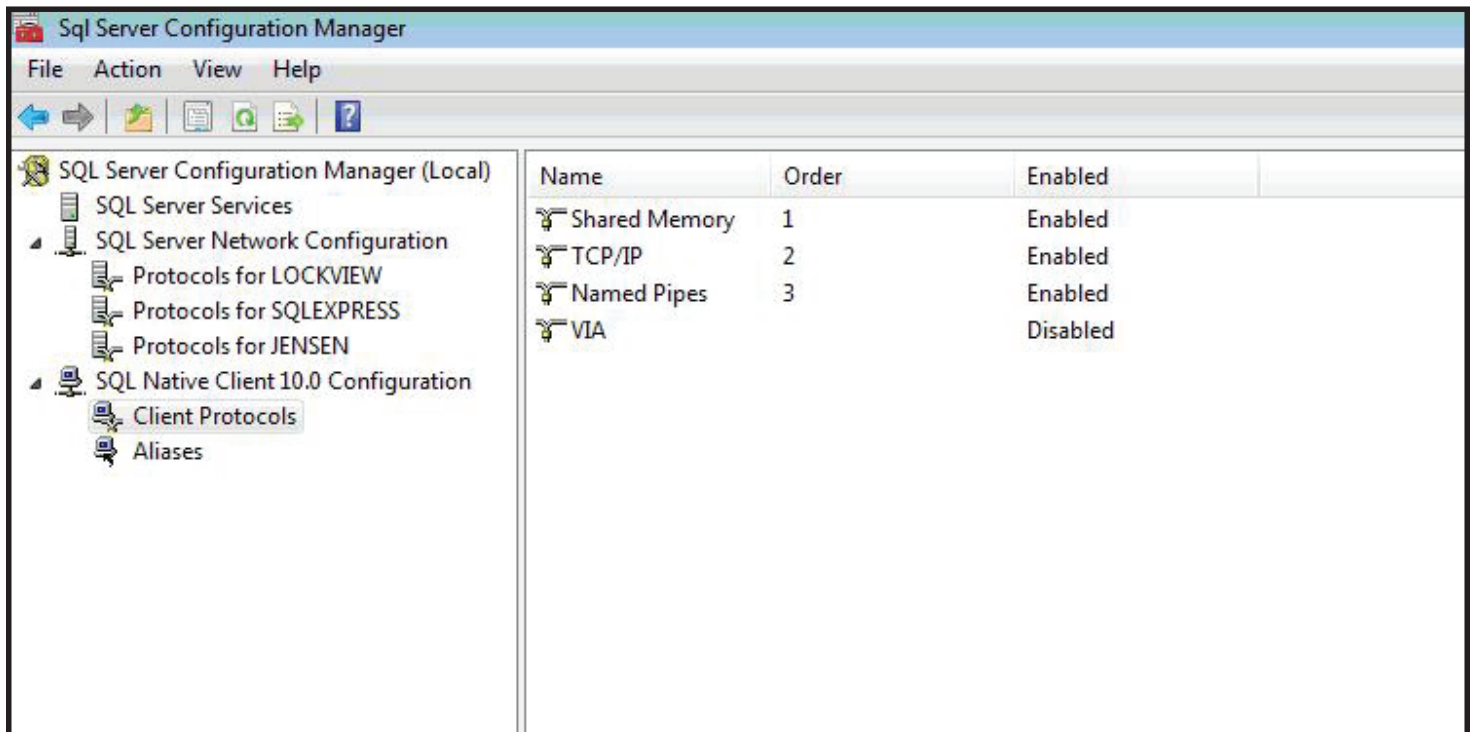 Sql Server Configuration Manager
File Action View Help
SQL Server Configuration Manager (Local)
SQL Server Services
SQL Server Network Configuration
Protocols for LOCKVIEW
Protocols for SQLEXPRESS
Protocols for JENSEN
SQL Native Client 10.0 Configuration
Client Protocols
Aliases
Name Order Enabled
Shared Memory 1 Enabled
TCP/IP 2 Enabled
Named Pipes 3 Enabled
VIA Disabled